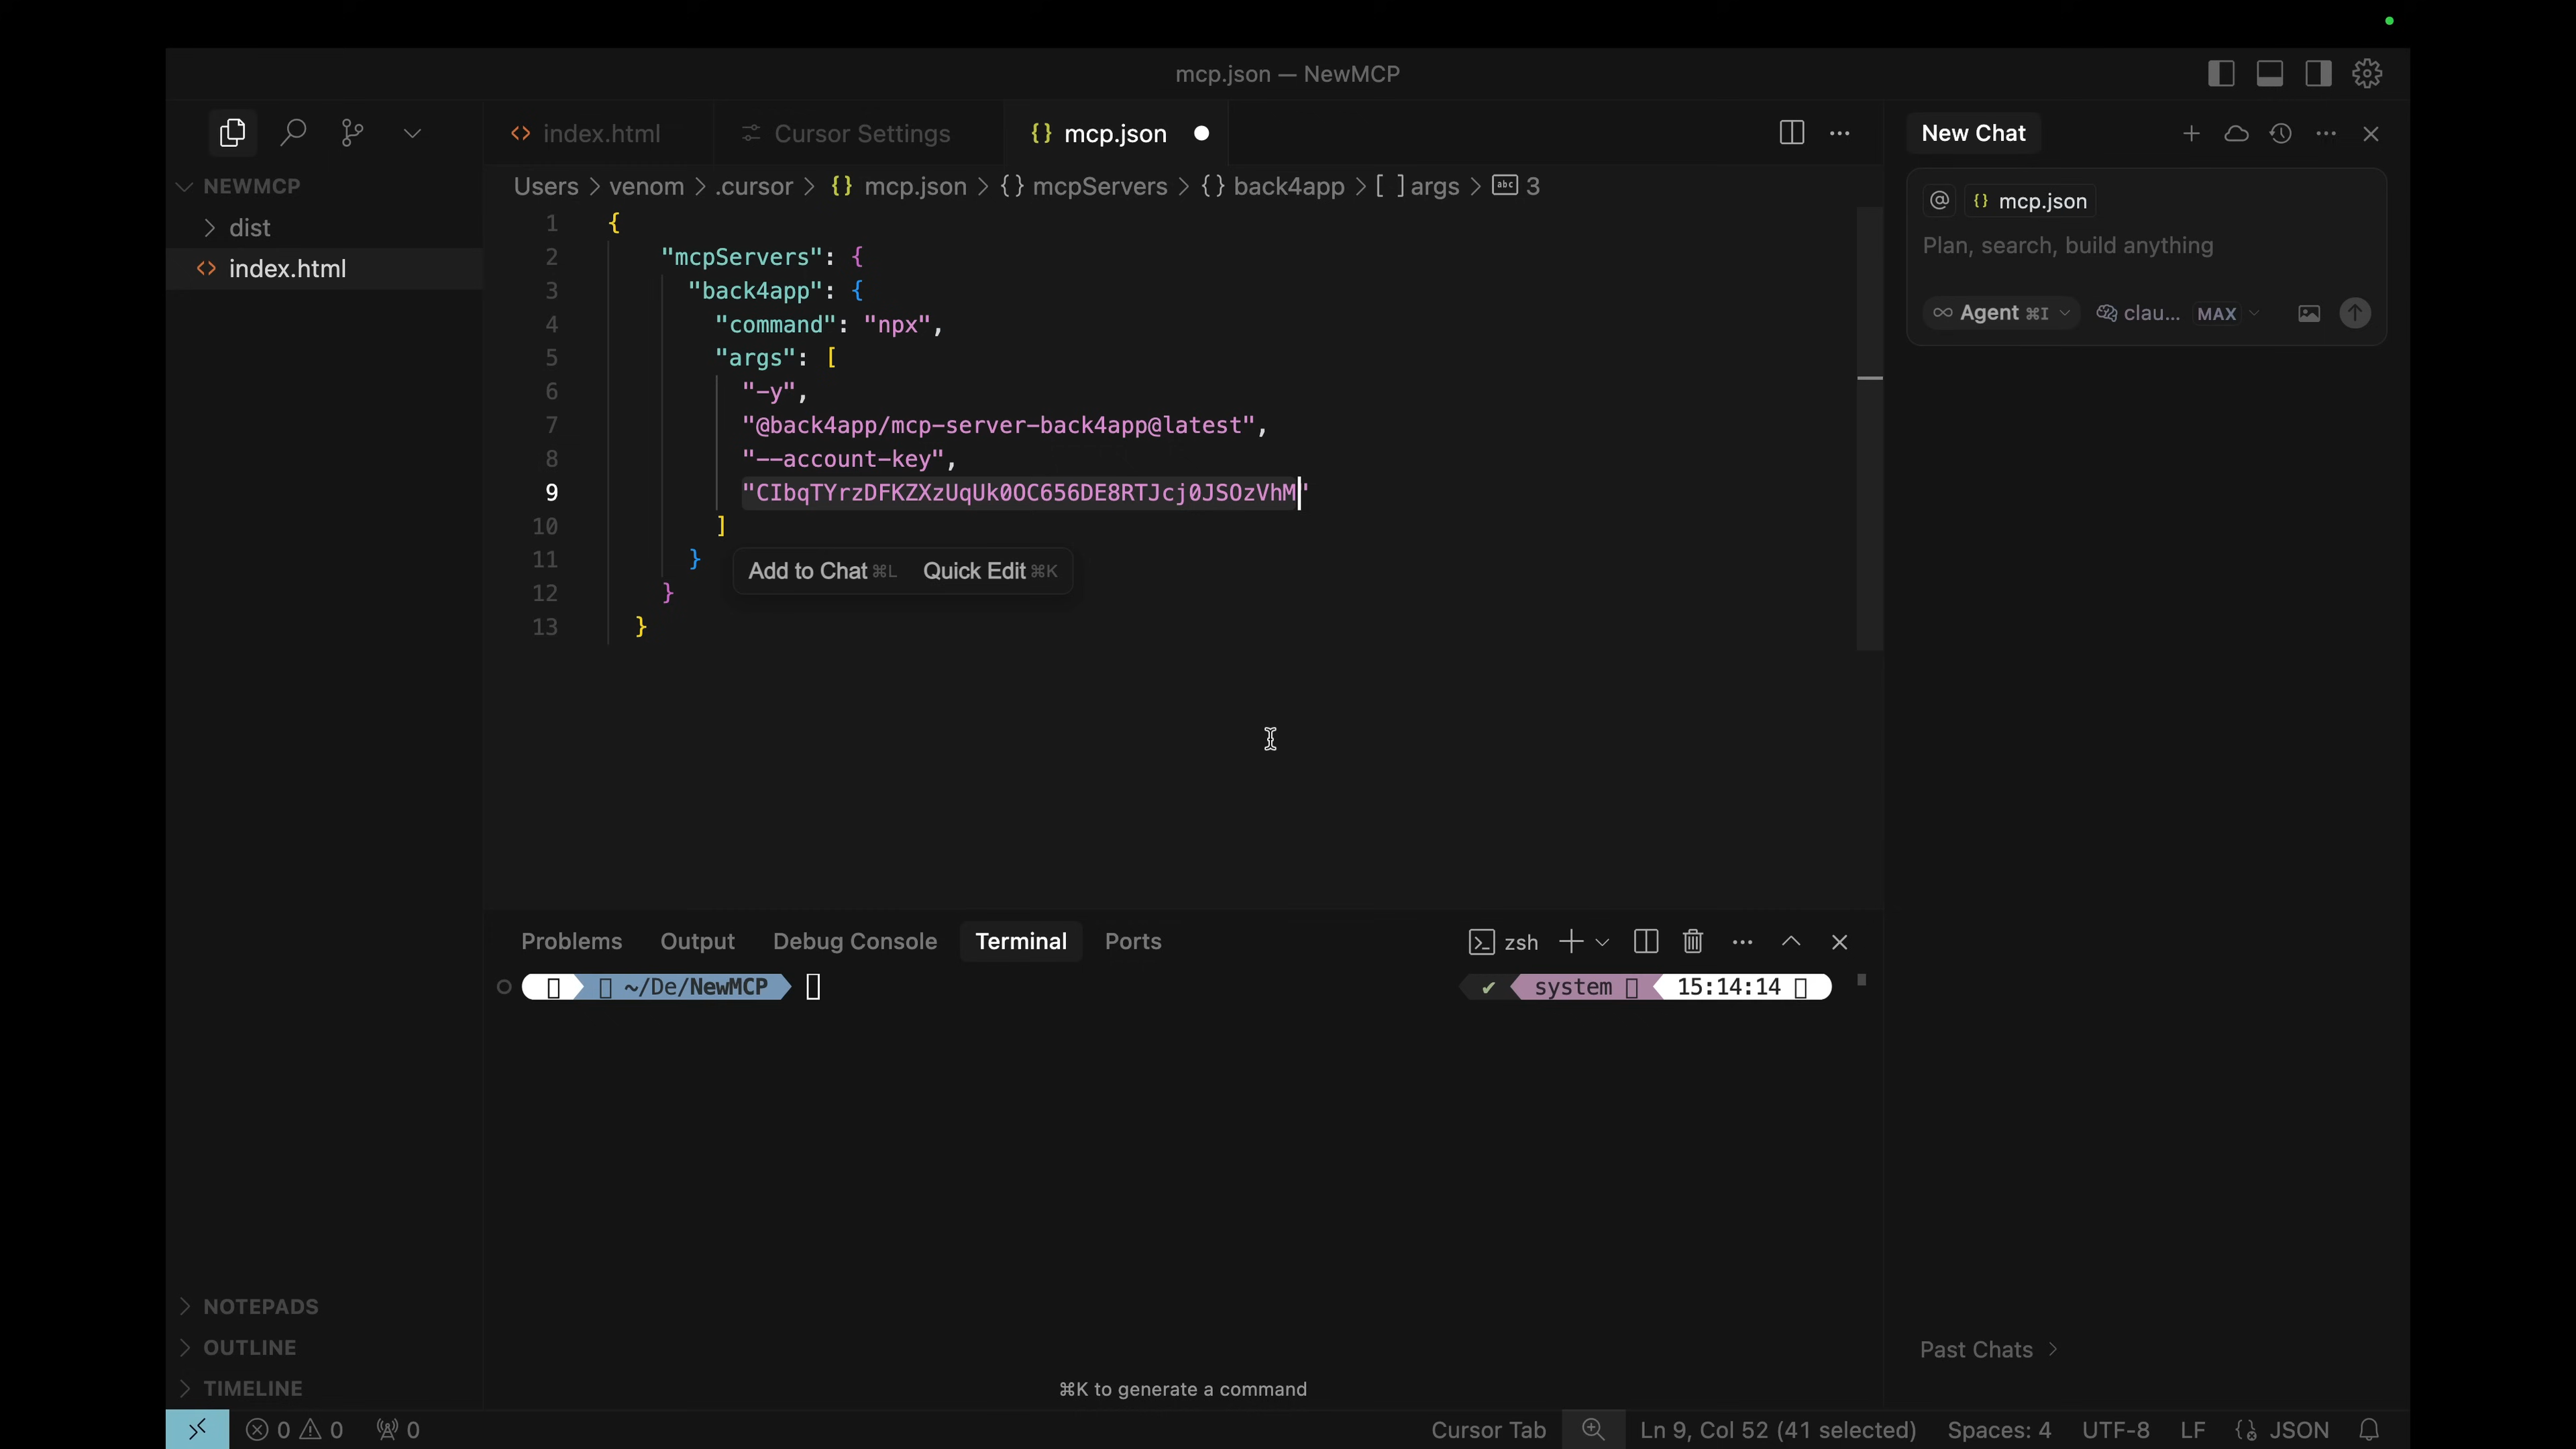 mcp.json — NewMCP
index.html
Cursor Settings
mcp.json
New Chat
NEWMCP
dist
index.html
Users > venom > .cursor > {} mcp.json > {} mcpServers > {} back4app > [ ] args > abc 3
1 {
2 "mcpServers": {
3 "back4app": {
4 "command": "npx",
5 "args": [
6 "-y",
7 "@back4app/mcp-server-back4app@latest",
8 "--account-key",
9 "CIbqTYrzDFKZXzUqUk0OC656DE8RTJcj0JSOzVhM"
10 ]
11 }
12 }
13 }
Add to Chat ⌘L Quick Edit ⌘K
@ {} mcp.json
Plan, search, build anything
∞ Agent ⌘I clau... MAX
Problems Output Debug Console Terminal Ports
zsh
~/De/NewMCP
✔ system 15:14:14
NOTEPADS
OUTLINE
TIMELINE
⌘K to generate a command
Past Chats >
0 0 0
Cursor Tab Ln 9, Col 52 (41 selected) Spaces: 4 UTF-8 LF JSON